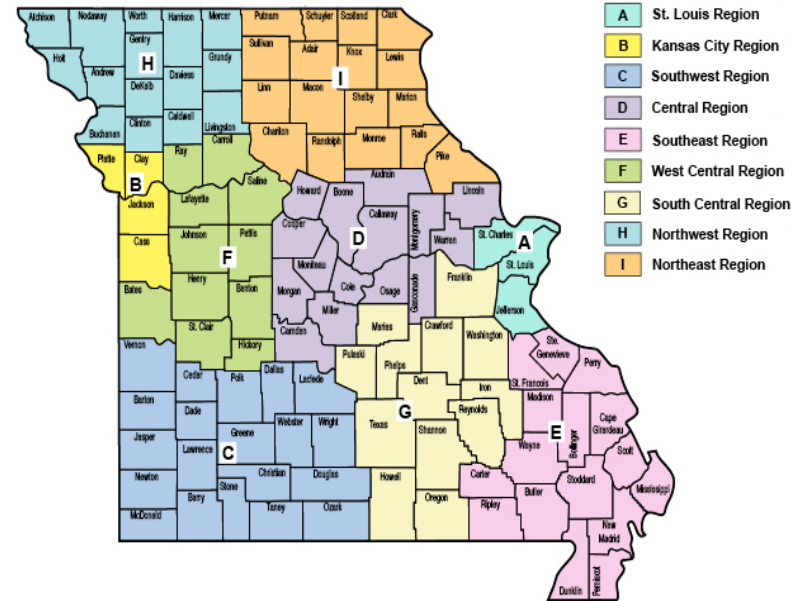 Atchison Nodaway Worth Harrison Mercer Putnam Schuyler Scotland Clark
Gentry
Sullivan Adair Knox Lewis
Holt H Grundy I
Andrew DeKalb Daviess Linn Macon Shelby Marion
Buchanan Clinton Caldwell Livingston Chariton Randolph Monroe Ralls
Carroll
Platte Clay Ray Pike
B Saline Audrain
Jackson Lafayette Howard Boone Lincoln
Callaway Montgomery
Cass Johnson Pettis Cooper D Warren St. Charles A
F Moniteau St. Louis
Bates Henry Benton Morgan Cole Osage Gasconade Franklin
Miller Jefferson
St. Clair Camden Maries Crawford Washington
Vernon Hickory Ste.
Genevieve
Pulaski Phelps Perry
Cedar Polk Dallas Laclede Dent Iron St. Francois
Barton Madison
Dade G Reynolds Cape
Girardeau
Jasper Greene Webster Wright Texas Shannon E
Lawrence C Wayne Bollinger Scott
Newton Christian Douglas Howell Carter Stoddard
Barry Stone Mississippi
Taney Ozark Oregon Ripley Butler
McDonald New
Madrid
Dunklin Pemiscot
A St. Louis Region
B Kansas City Region
C Southwest Region
D Central Region
E Southeast Region
F West Central Region
G South Central Region
H Northwest Region
I Northeast Region